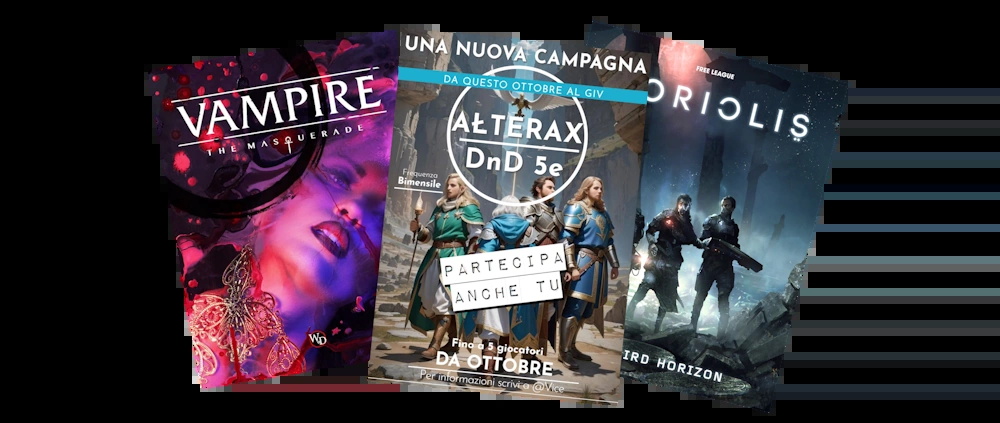 VAMPIRE
THE MASQUERADE
WD
UNA NUOVA CAMPAGNA
DA QUESTO OTTOBRE AL GIV
AŁTERAX
DnD 5e
Frequenza
Bimensile
PARTECIPA
ANCHE TU
Fino a 5 giocatori
DA OTTOBRE
Per informazioni scrivi a @Vice
FREE LEAGUE
ORIOLIS
IRD HORIZON